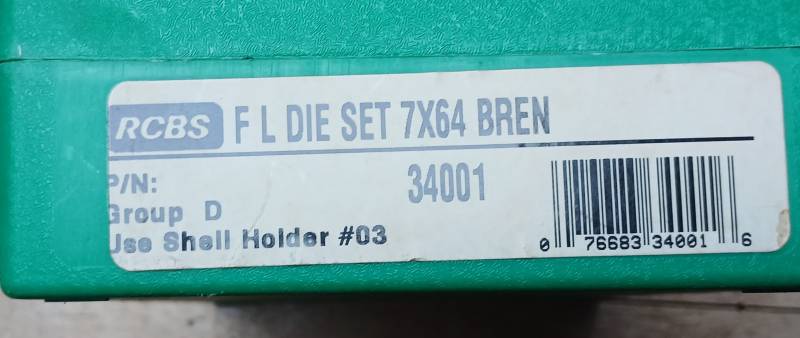 RCBS F L DIE SET 7X64 BREN
P/N: 34001
Group D
Use Shell Holder #03
0 76683 34001 6